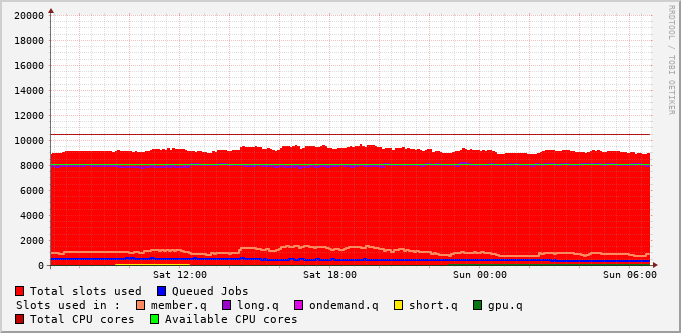 20000
RRDTOOL / TOBI OETIKER
18000
16000
14000
12000
10000
8000
6000
4000
2000
0
Sat 12:00 Sat 18:00 Sun 00:00 Sun 06:00
Total slots used Queued Jobs
Slots used in : member.q long.q ondemand.q short.q gpu.q
Total CPU cores Available CPU cores